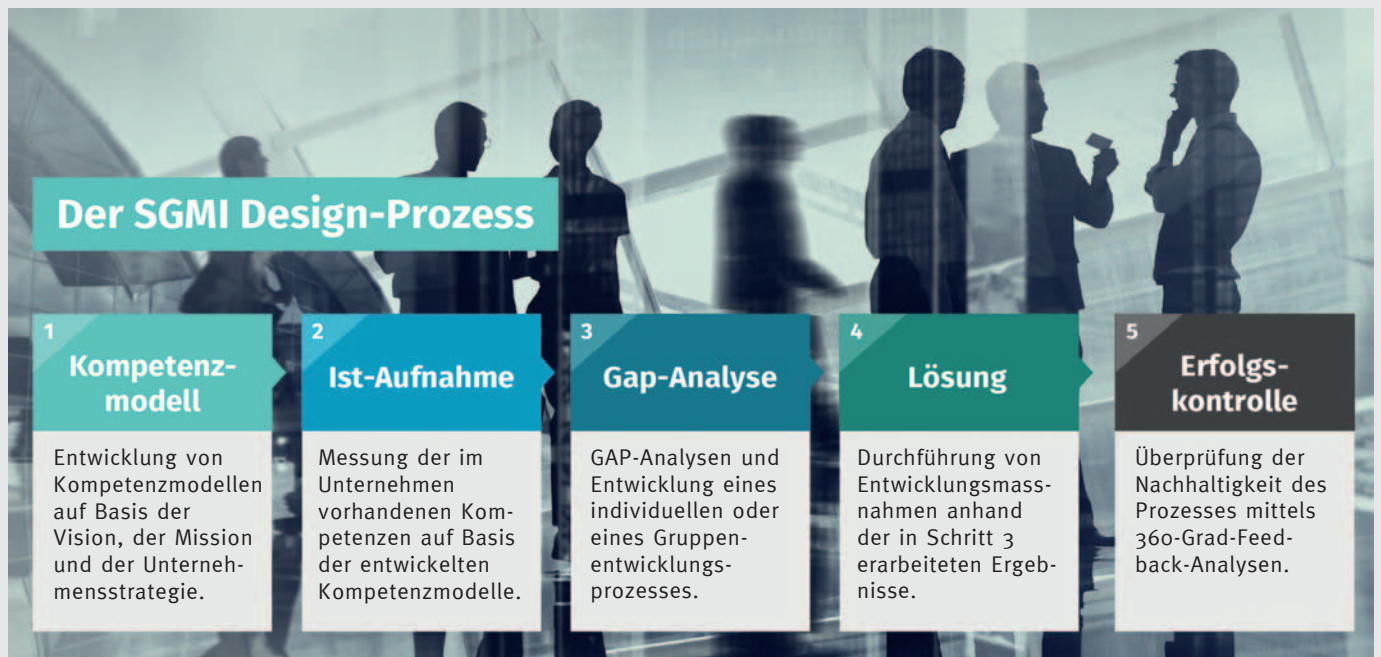 Der SGMI Design-Prozess
1
Kompetenz-
modell
Entwicklung von
Kompetenzmodellen
auf Basis der
Vision, der Mission
und der Unterneh-
mensstrategie.
2
Ist-Aufnahme
Messung der im
Unternehmen
vorhandenen Kom-
petenzen auf Basis
der entwickelten
Kompetenzmodelle.
3
Gap-Analyse
GAP-Analysen und
Entwicklung eines
individuellen oder
eines Gruppen-
entwicklungs-
prozesses.
4
Lösung
Durchführung von
Entwicklungsmass-
nahmen anhand
der in Schritt 3
erarbeiteten Ergeb-
nisse.
5
Erfolgs-
kontrolle
Überprüfung der
Nachhaltigkeit des
Prozesses mittels
360-Grad-Feed-
back-Analysen.